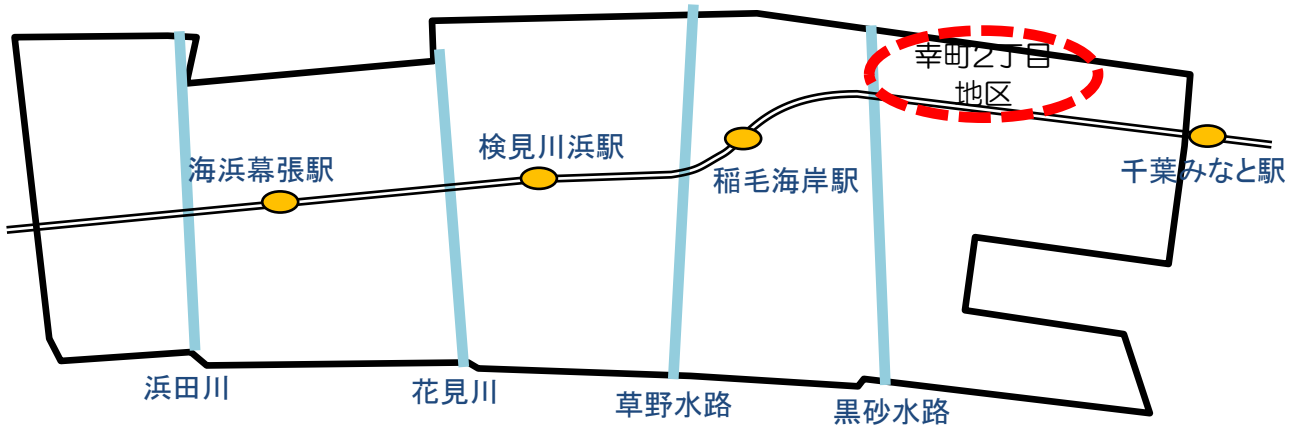 幸町2丁目
地区
検見川浜駅
海浜幕張駅
稲毛海岸駅
千葉みなと駅
浜田川
花見川
草野水路
黒砂水路